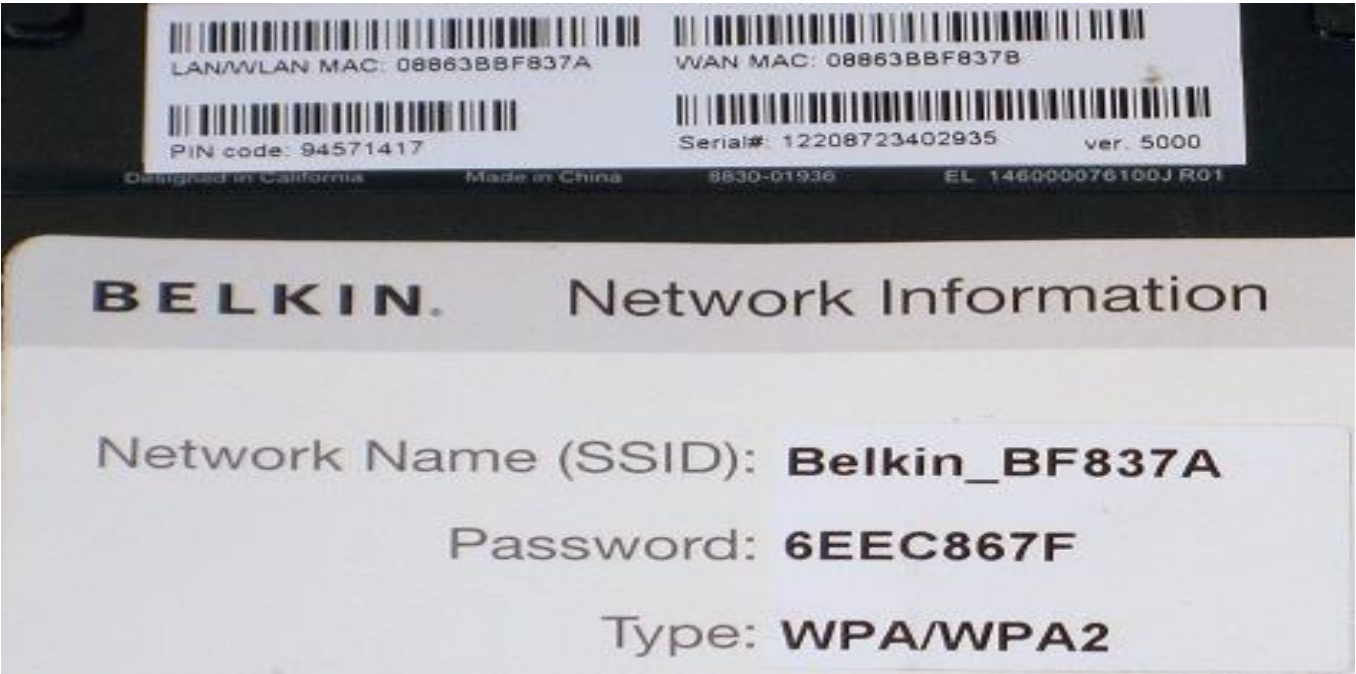 LAN/WLAN MAC: 08863BBF837A WAN MAC: 08863BBF837B
PIN code: 94571417 Serial#: 12208723402935 ver. 5000
Designed in California Made in China 8830-01936 EL 146000076100J R01
BELKIN. Network Information
Network Name (SSID): Belkin_BF837A
Password: 6EEC867F
Type: WPA/WPA2